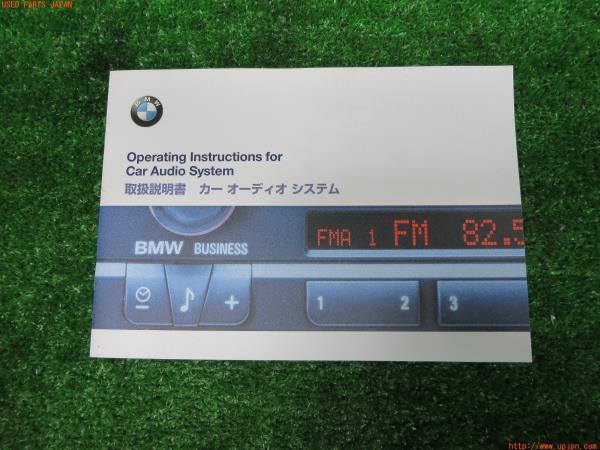 USED PARTS JAPAN
BMW
Operating Instructions for
Car Audio System
取扱説明書 カー オーディオ システム
BMW BUSINESS
FMA 1 FM 82.5
+
1 2 3
http://www.upjpn.com/